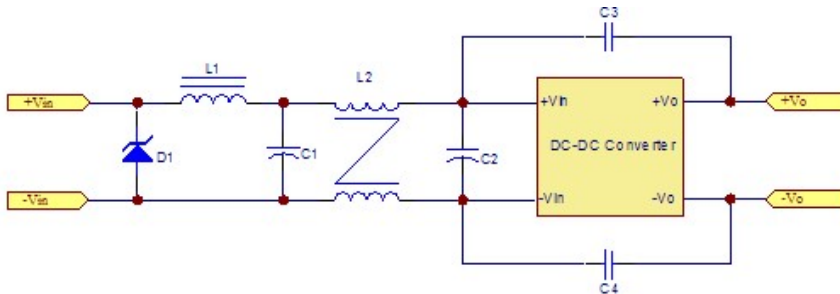 C3
L1
L2
+Vin
+Vin
+Vo
+Vo
D1
C1
C2
DC-DC Converter
-Vin
-Vin
-Vo
-Vo
C4